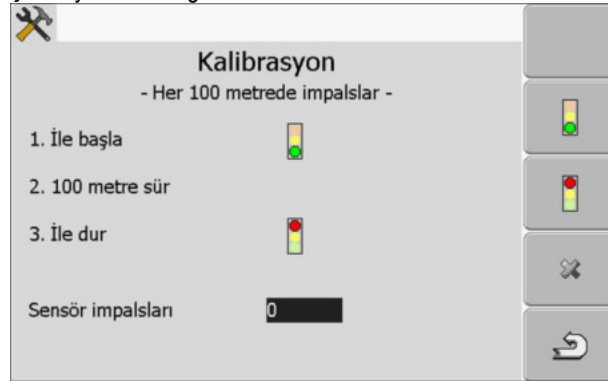 Kalibrasyon
- Her 100 metrede impalslar -
1. İle başla
2. 100 metre sür
3. İle dur
Sensör impalsları 0